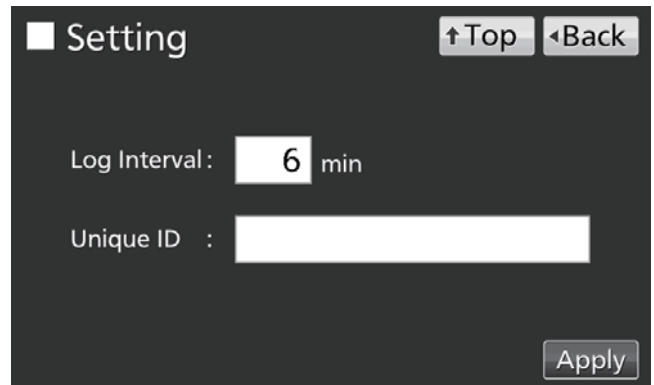 Setting
↑Top
◂Back
Log Interval:
6 min
Unique ID :
Apply